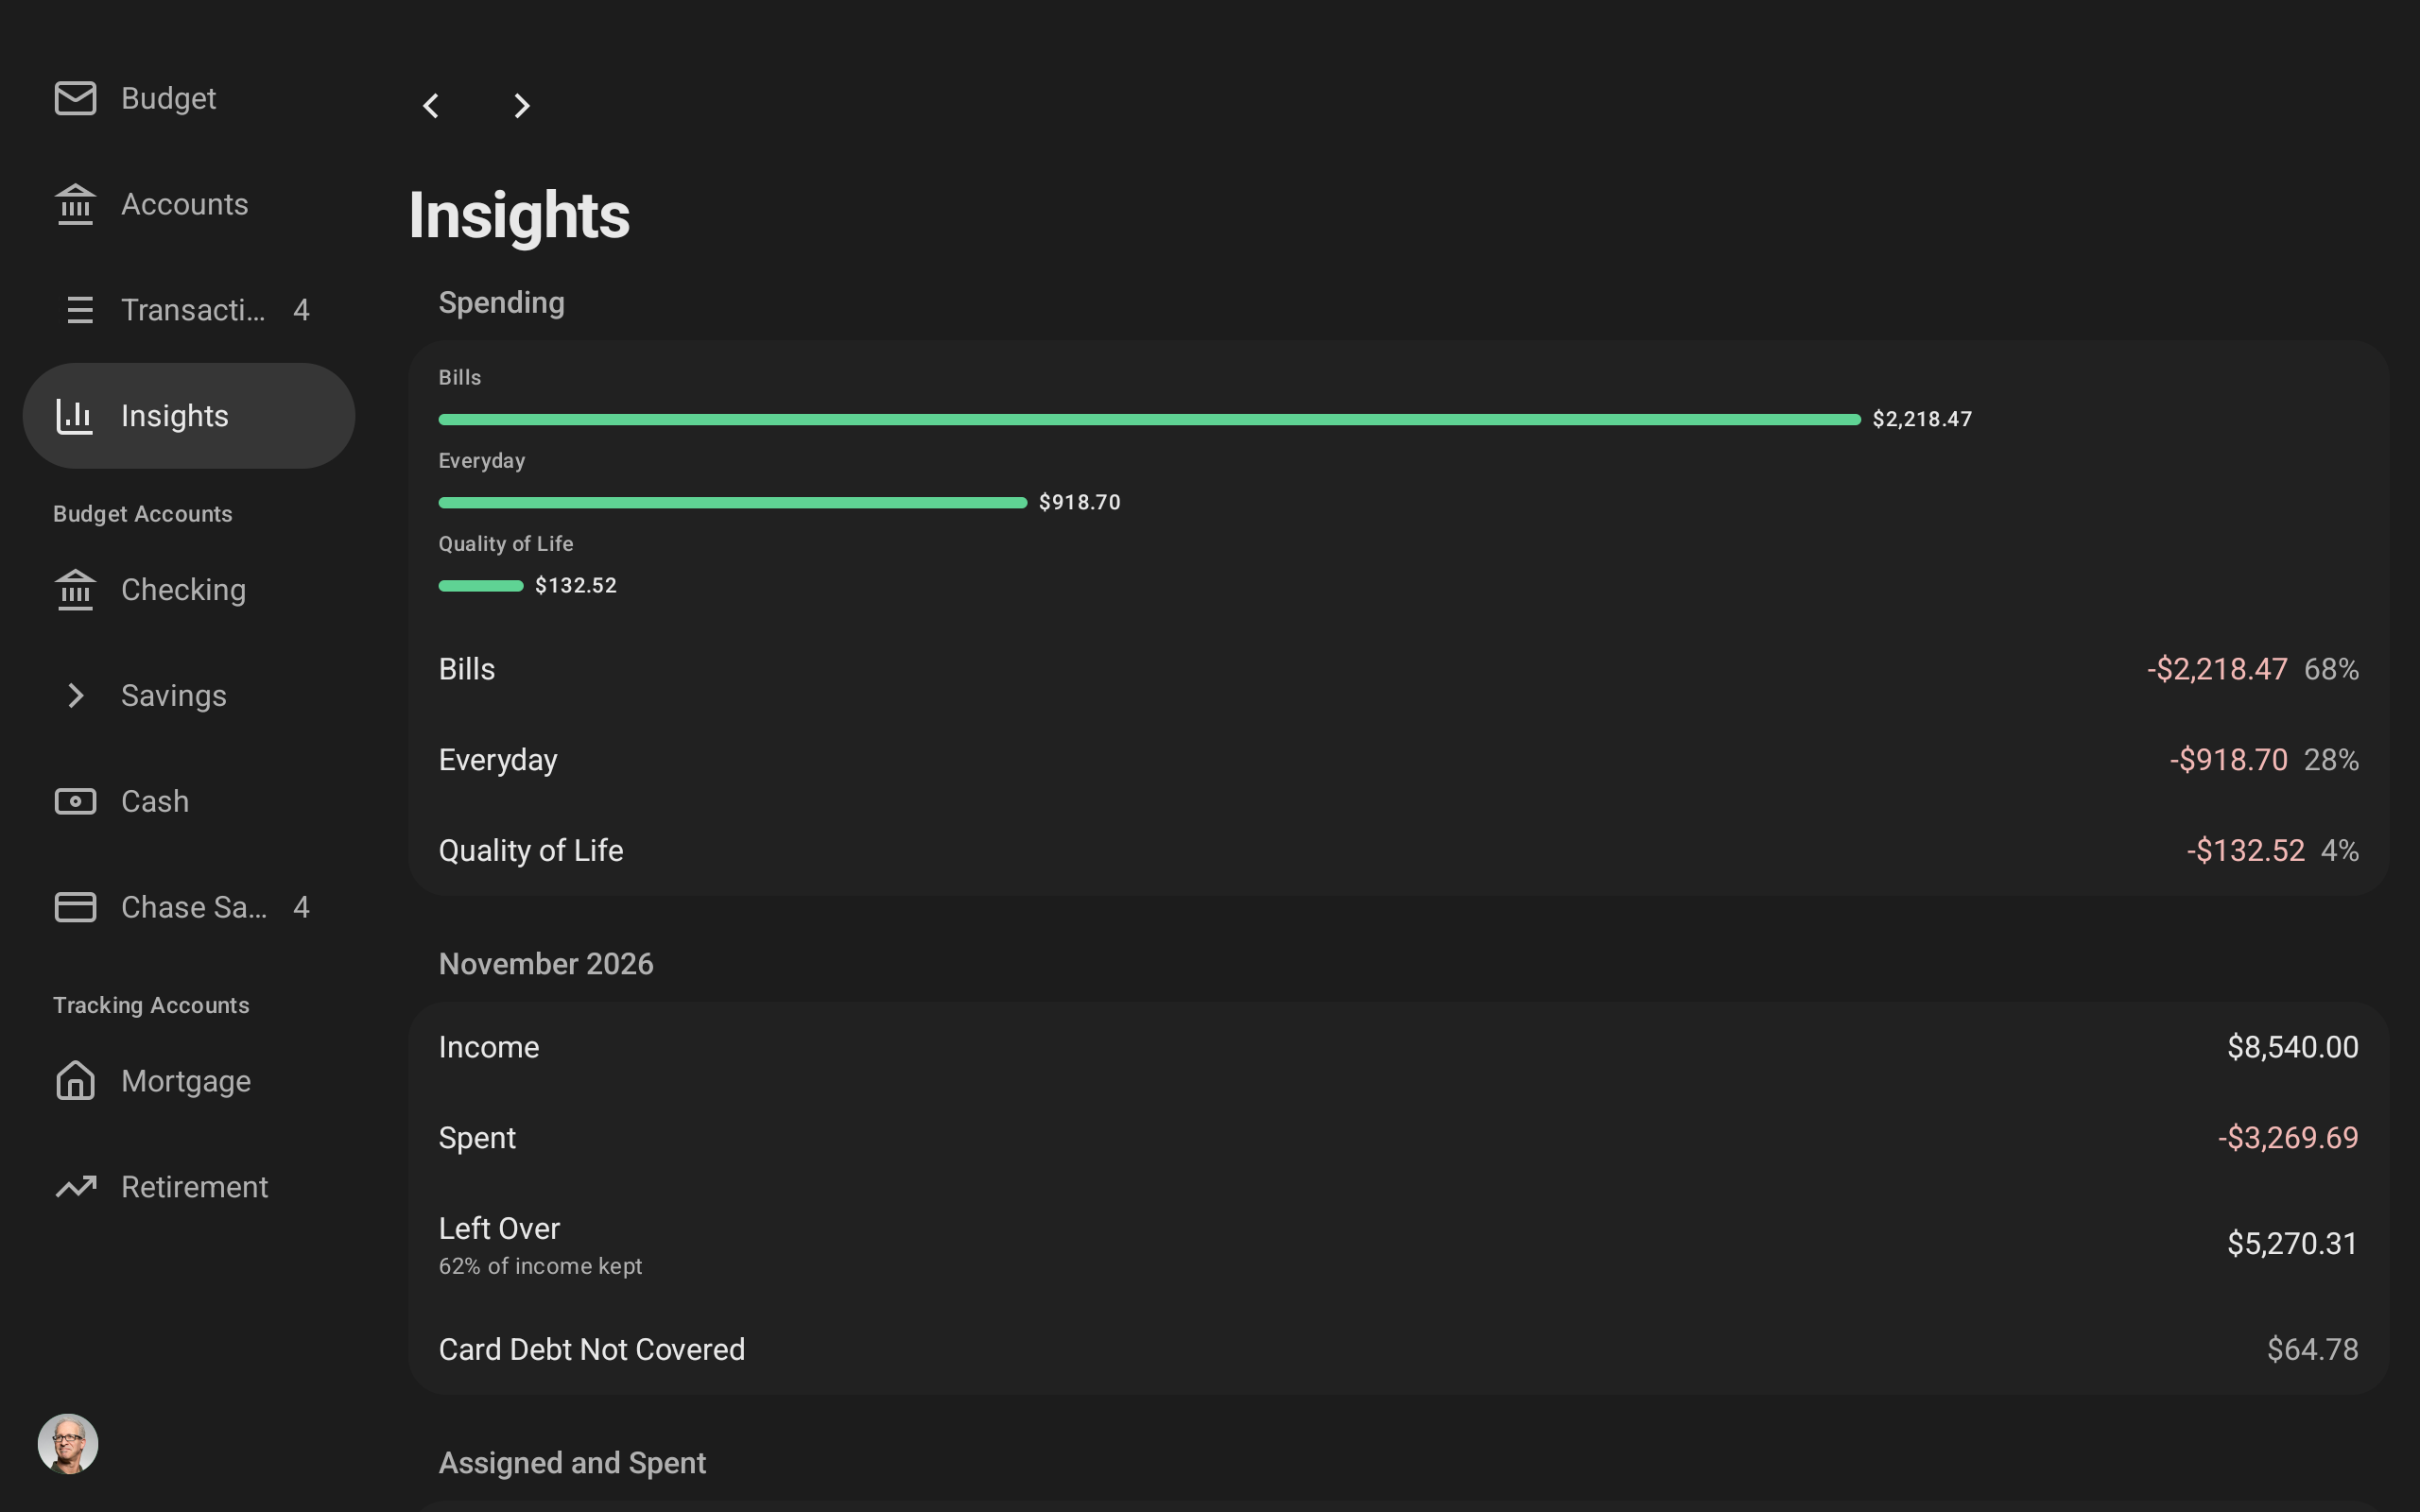 Budget
Accounts
Transacti... 4
Insights
Budget Accounts
Checking
Savings
Cash
Chase Sa... 4
Tracking Accounts
Mortgage
Retirement
Insights
Spending
Bills
$2,218.47
Everyday
$918.70
Quality of Life
$132.52
Bills -$2,218.47 68%
Everyday -$918.70 28%
Quality of Life -$132.52 4%
November 2026
Income $8,540.00
Spent -$3,269.69
Left Over $5,270.31
62% of income kept
Card Debt Not Covered $64.78
Assigned and Spent